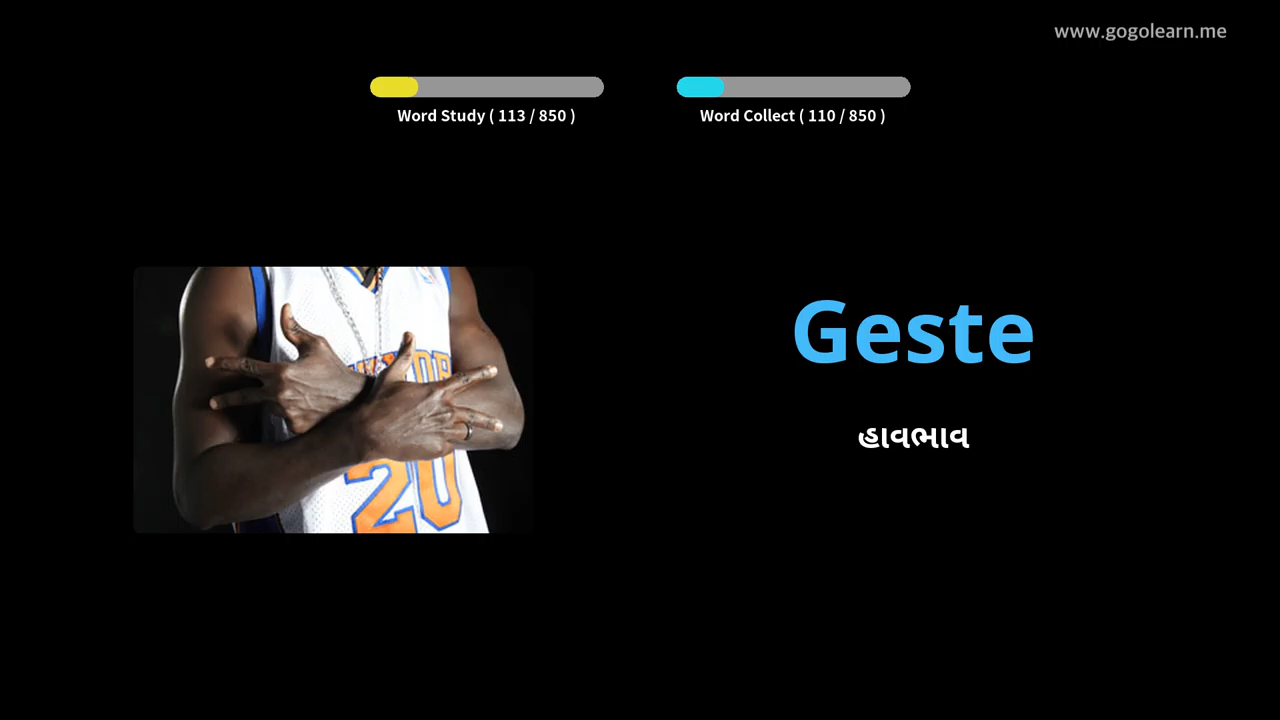 www.gogolearn.me
Word Study ( 113 / 850 )
Word Collect ( 110 / 850 )
Geste
હાવભાવ
20